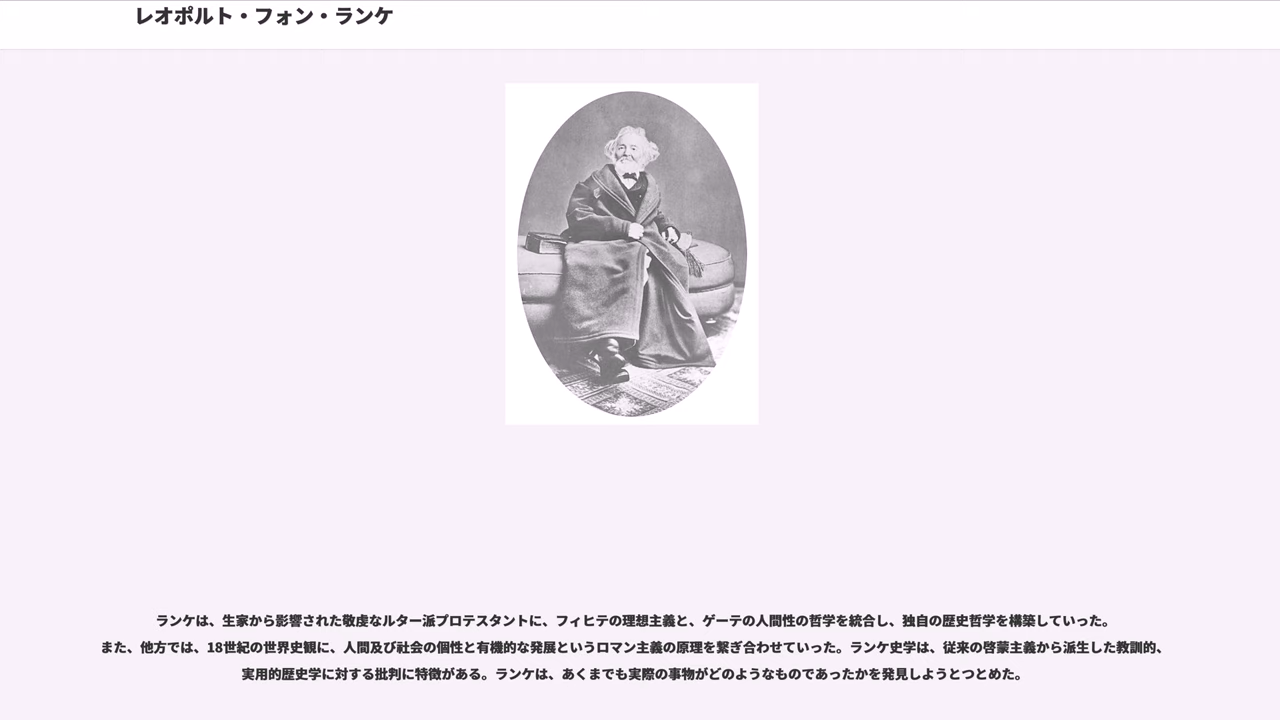 レオポルト・フォン・ランケ
ランケは、生家から影響された敬虔なルター派プロテスタントに、フィヒテの理想主義と、ゲーテの人間性の哲学を統合し、独自の歴史哲学を構築していった。
また、他方では、18世紀の世界史観に、人間及び社会の個性と有機的な発展というロマン主義の原理を繋ぎ合わせていった。ランケ史学は、従来の啓蒙主義から派生した教訓的、
実用的歴史学に対する批判に特徴がある。ランケは、あくまでも実際の事物がどのようなものであったかを発見しようとつとめた。